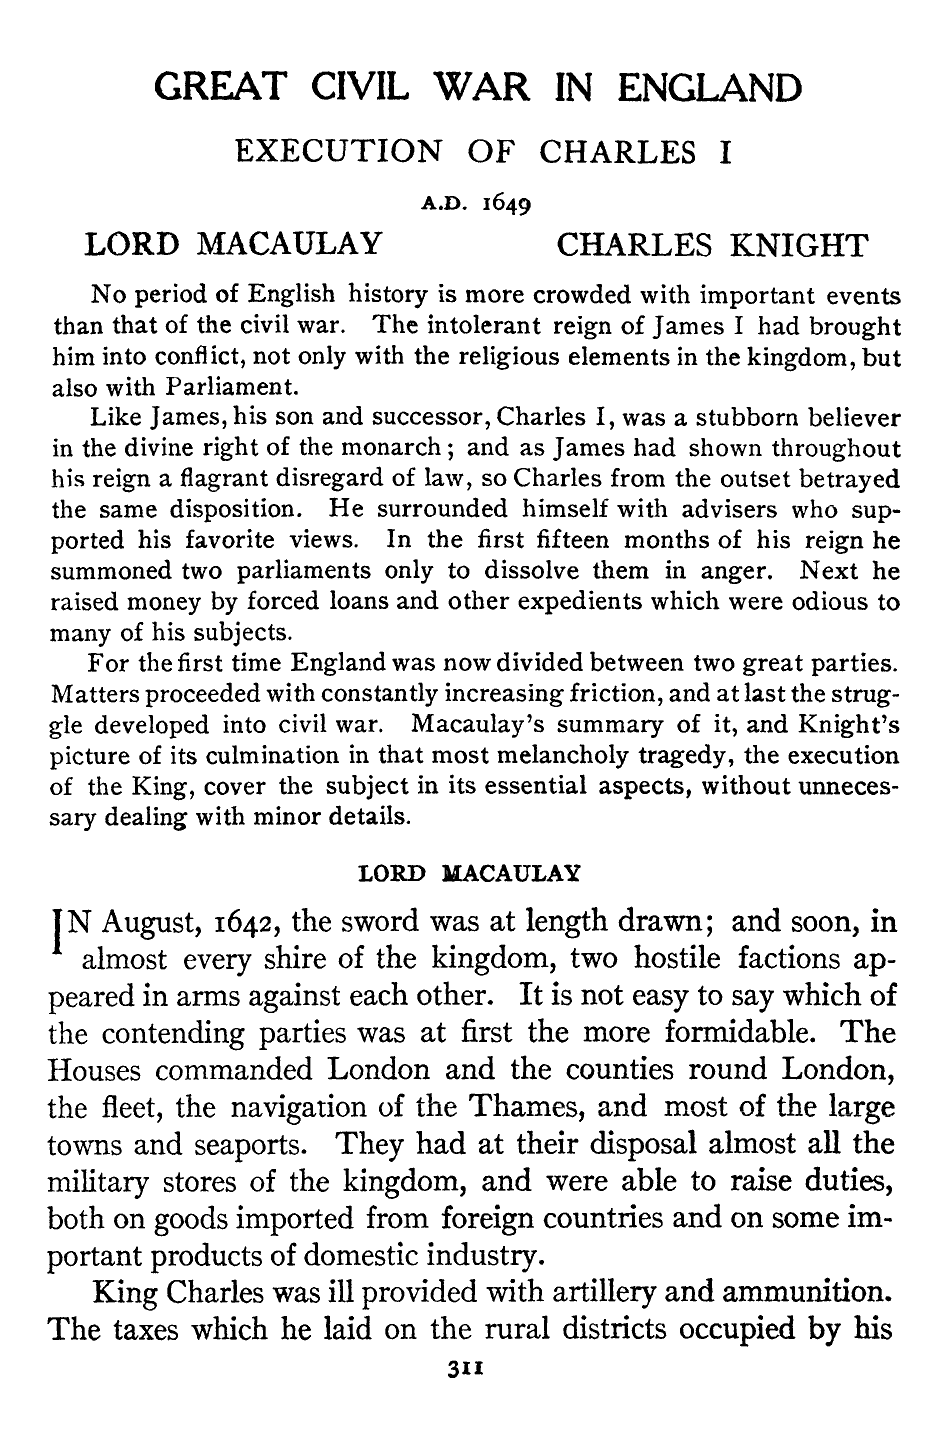 GREAT CIVIL WAR IN ENGLAND
EXECUTION OF CHARLES I
A.D. 1649
LORD MACAULAY CHARLES KNIGHT
No period of English history is more crowded with important events
than that of the civil war. The intolerant reign of James I had brought
him into conflict, not only with the religious elements in the kingdom, but
also with Parliament.
Like James, his son and successor, Charles I, was a stubborn believer
in the divine right of the monarch; and as James had shown throughout
his reign a flagrant disregard of law, so Charles from the outset betrayed
the same disposition. He surrounded himself with advisers who sup-
ported his favorite views. In the first fifteen months of his reign he
summoned two parliaments only to dissolve them in anger. Next he
raised money by forced loans and other expedients which were odious to
many of his subjects.
For the first time England was now divided between two great parties.
Matters proceeded with constantly increasing friction, and at last the strug-
gle developed into civil war. Macaulay's summary of it, and Knight's
picture of its culmination in that most melancholy tragedy, the execution
of the King, cover the subject in its essential aspects, without unneces-
sary dealing with minor details.
LORD MACAULAY
IN August, 1642, the sword was at length drawn; and soon, in
almost every shire of the kingdom, two hostile factions ap-
peared in arms against each other. It is not easy to say which of
the contending parties was at first the more formidable. The
Houses commanded London and the counties round London,
the fleet, the navigation of the Thames, and most of the large
towns and seaports. They had at their disposal almost all the
military stores of the kingdom, and were able to raise duties,
both on goods imported from foreign countries and on some im-
portant products of domestic industry.
King Charles was ill provided with artillery and ammunition.
The taxes which he laid on the rural districts occupied by his
311